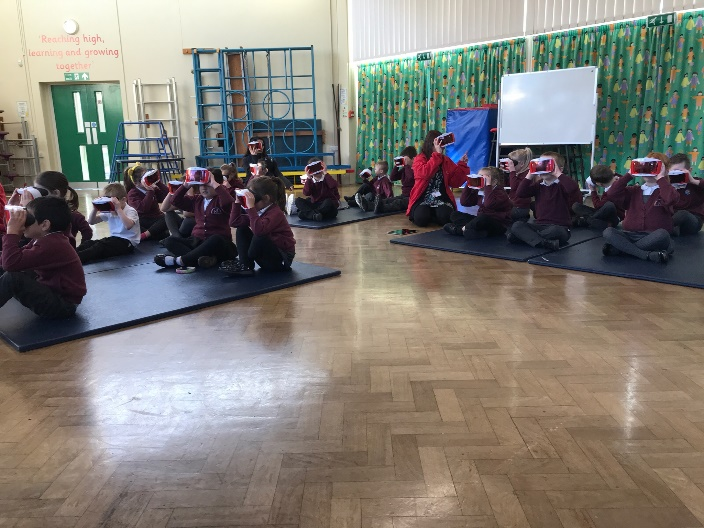 'Reaching high,
learning and growing
together'